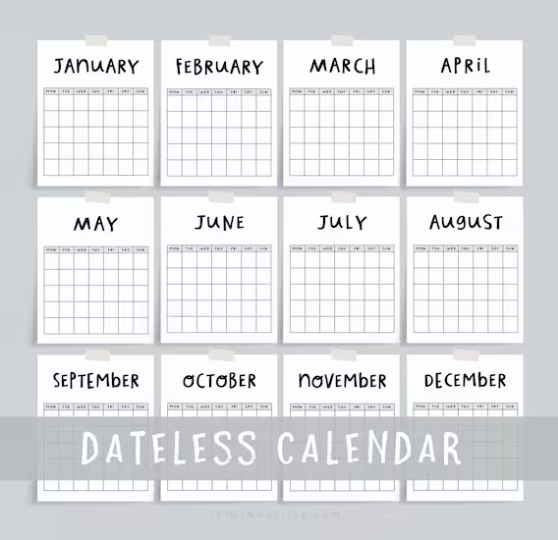 JANUARY FEBRUARY MARCH APRIL
MON TUE WED THU FRI SAT SUN MON TUE WED THU FRI SAT SUN MON TUE WED THU FRI SAT SUN MON TUE WED THU FRI SAT SUN
MAY JUNE JULY AUGUST
MON TUE WED THU FRI SAT SUN MON TUE WED THU FRI SAT SUN MON TUE WED THU FRI SAT SUN MON TUE WED THU FRI SAT SUN
SEPTEMBER OCTOBER NOVEMBER DECEMBER
MON TUE WED THU FRI SAT SUN MON TUE WED THU FRI SAT SUN MON TUE WED THU FRI SAT SUN MON TUE WED THU FRI SAT SUN
DATELESS CALENDAR